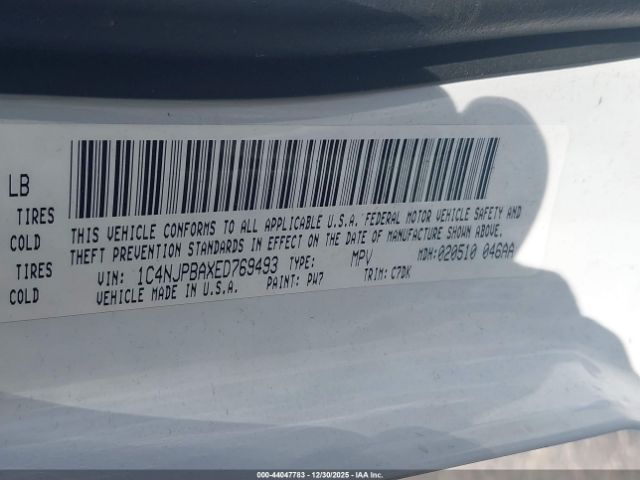 LB
TIRES
COLD
TIRES
COLD
THIS VEHICLE CONFORMS TO ALL APPLICABLE U.S.A. FEDERAL MOTOR VEHICLE SAFETY AND
THEFT PREVENTION STANDARDS IN EFFECT ON THE DATE OF MANUFACTURE SHOWN ABOVE.
VIN: 1C4NJPBAXED769493 TYPE: MPV MDH:020510 046AA
VEHICLE MADE IN U.S.A. PAINT: PW7 TRIM: C7DK
000-44047783 - 12/30/2025 - IAA Inc.